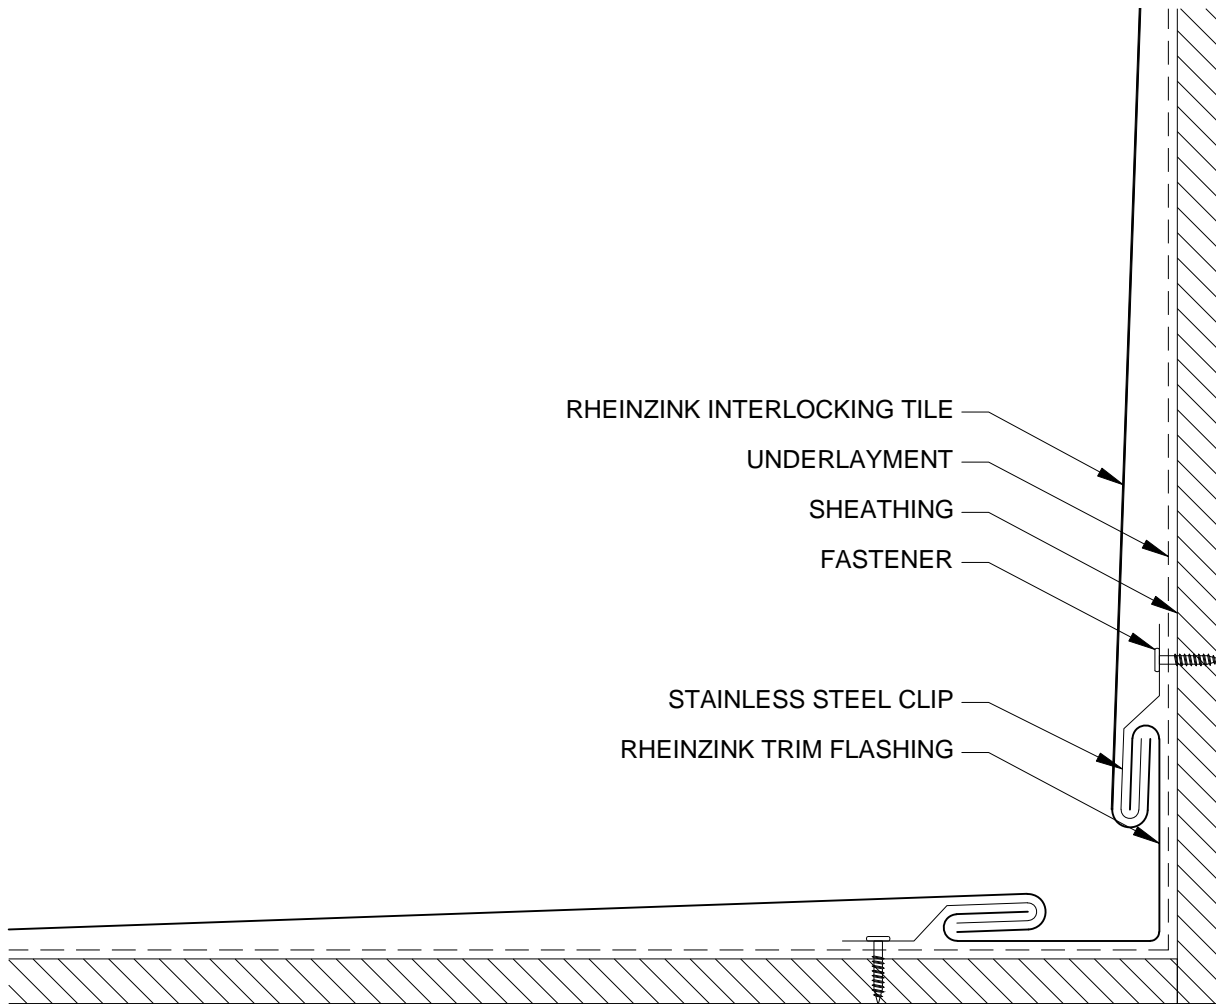 RHEINZINK INTERLOCKING TILE
UNDERLAYMENT
SHEATHING
FASTENER
STAINLESS STEEL CLIP
RHEINZINK TRIM FLASHING